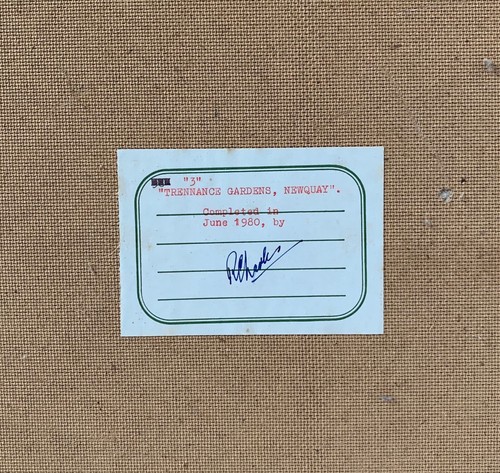 "3"
"TRENNANCE GARDENS, NEWQUAY".
Completed in
June 1980, by